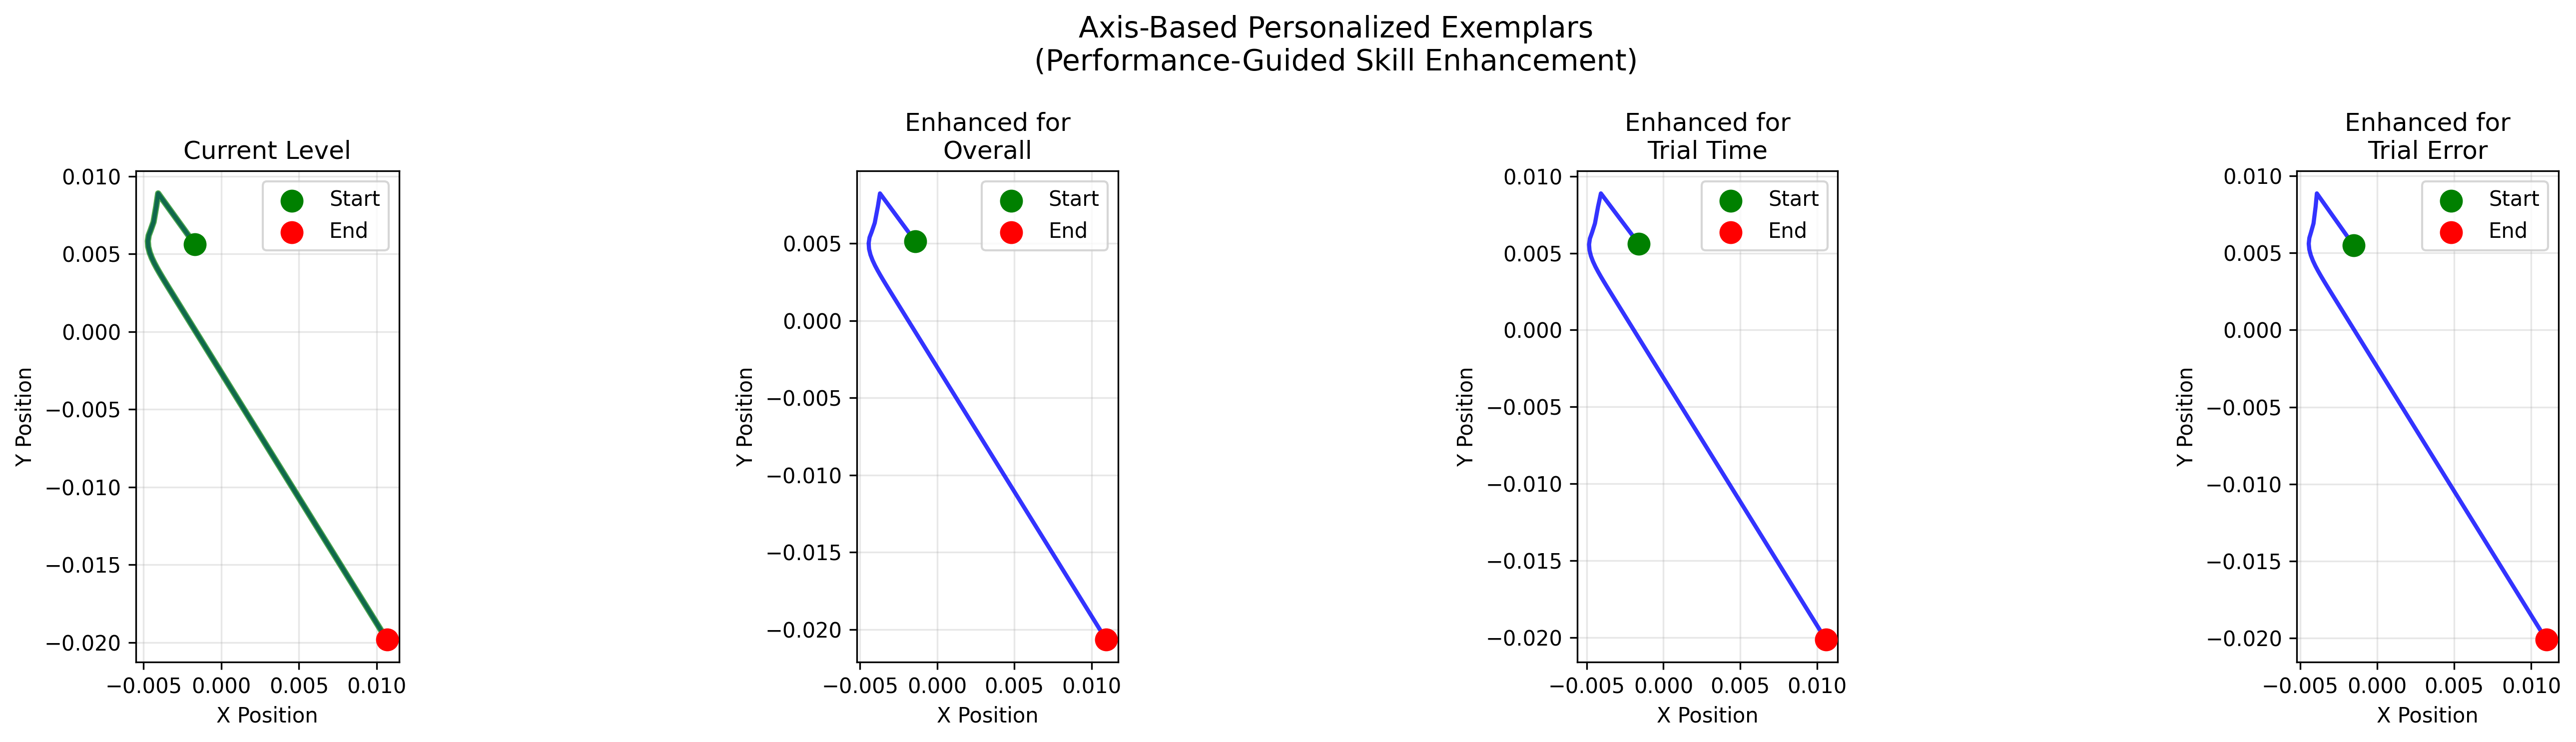 Axis-Based Personalized Exemplars
(Performance-Guided Skill Enhancement)
Current Level
Start
End
0.010
0.005
0.000
−0.005
−0.010
−0.015
−0.020
Y Position
−0.005 0.000 0.005 0.010
X Position
Enhanced for
Overall
Start
End
0.005
0.000
−0.005
−0.010
−0.015
−0.020
Y Position
−0.005 0.000 0.005 0.010
X Position
Enhanced for
Trial Time
Start
End
0.010
0.005
0.000
−0.005
−0.010
−0.015
−0.020
Y Position
−0.005 0.000 0.005 0.010
X Position
Enhanced for
Trial Error
Start
End
0.010
0.005
0.000
−0.005
−0.010
−0.015
−0.020
Y Position
−0.005 0.000 0.005 0.010
X Position